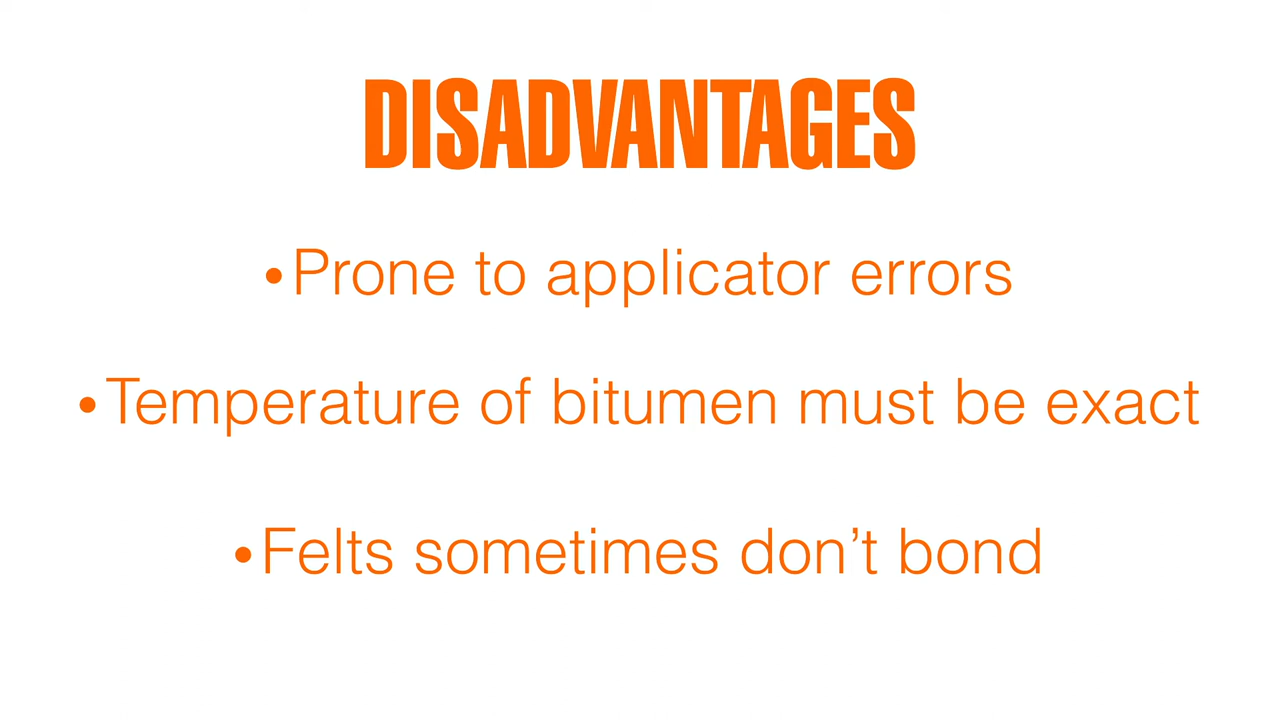 DISADVANTAGES
•Prone to applicator errors
•Temperature of bitumen must be exact
•Felts sometimes don’t bond